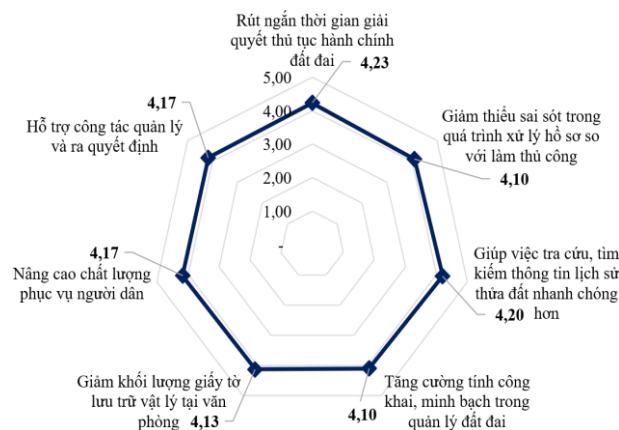 Rút ngắn thời gian giải
quyết thủ tục hành chính
đất đai
4,23
5,00
4,00
3,00
2,00
1,00
-
Giảm thiểu sai sót trong
quá trình xử lý hồ sơ so
với làm thủ công
4,10
Giúp việc tra cứu, tìm
kiếm thông tin lịch sử
thửa đất nhanh chóng
hơn
4,20
Tăng cường tính công
khai, minh bạch trong
quản lý đất đai
4,10
Giảm khối lượng giấy tờ
lưu trữ vật lý tại văn
phòng
4,13
4,17
Nâng cao chất lượng
phục vụ người dân
4,17
Hỗ trợ công tác quản lý
và ra quyết định